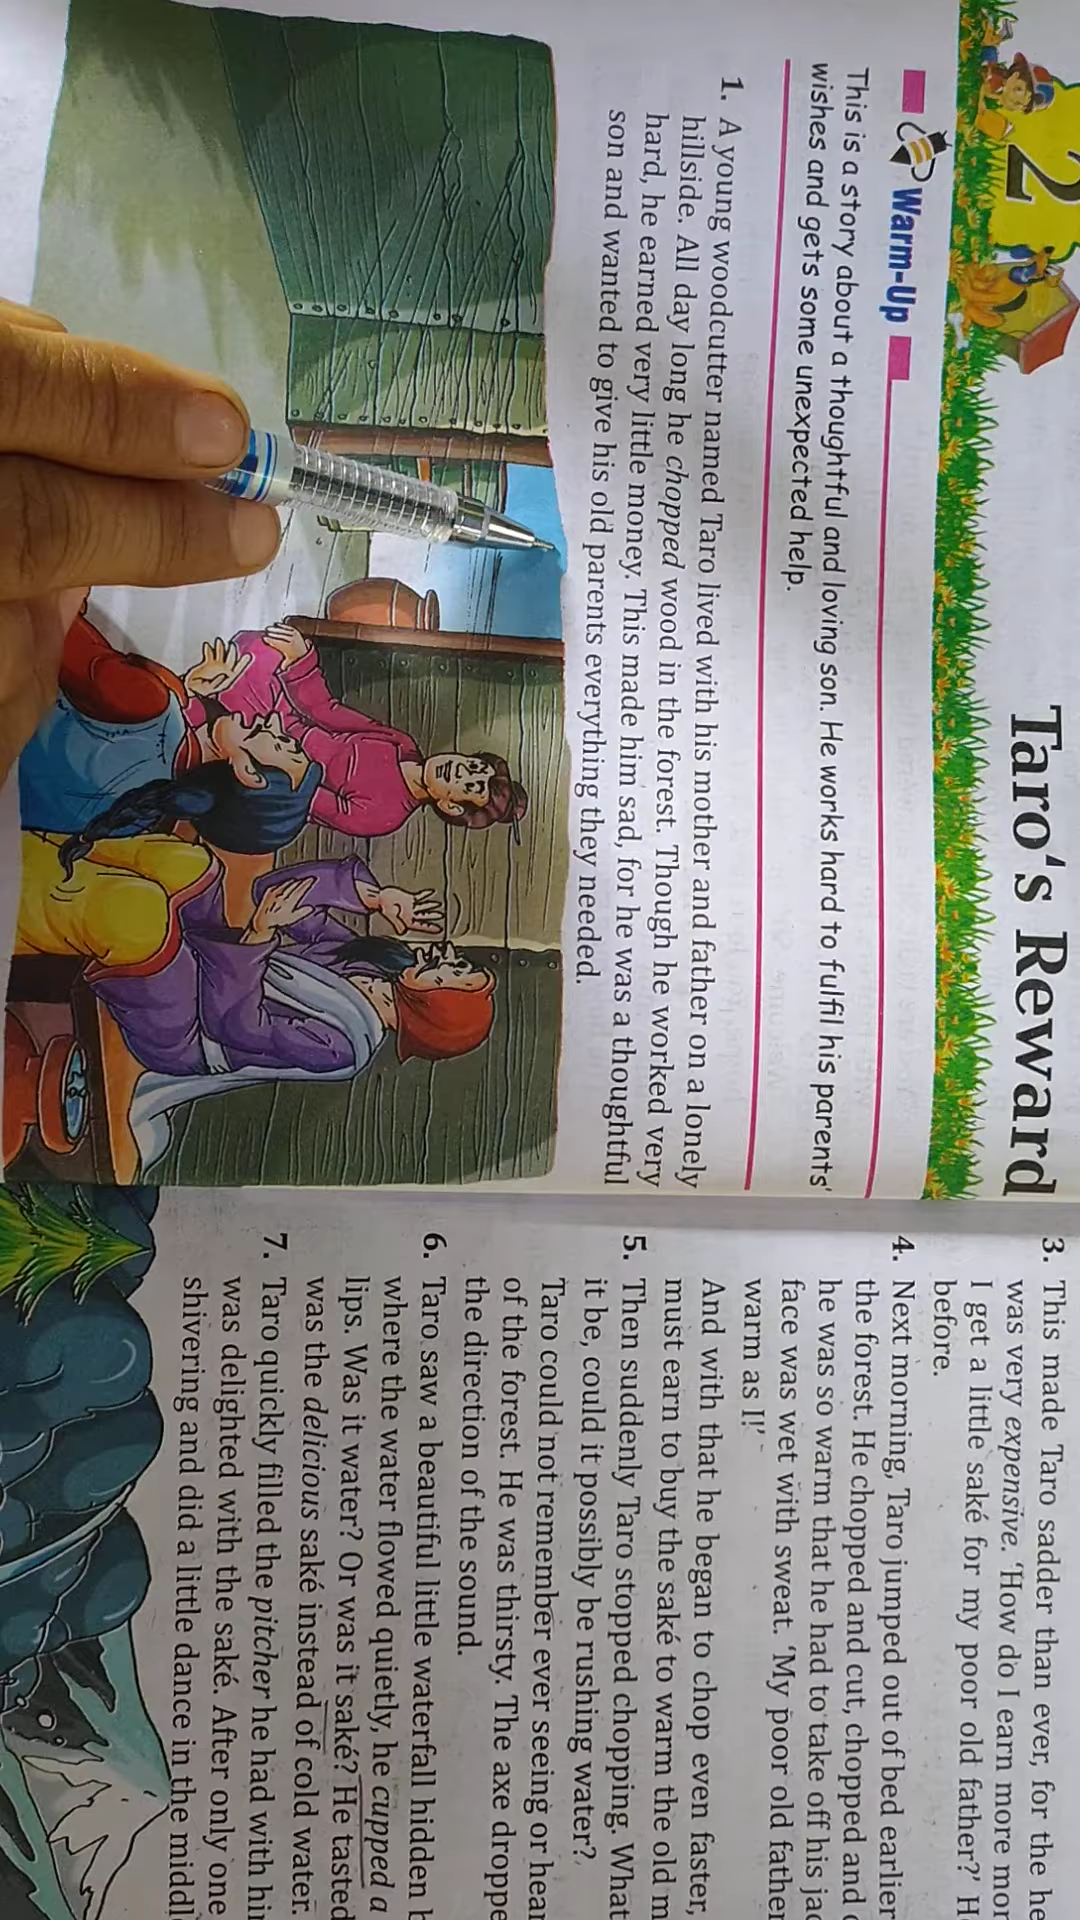 2
Taro's Reward
Warm-Up
This is a story about a thoughtful and loving son. He works hard to fulfil his parents'
wishes and gets some unexpected help.
1. A young woodcutter named Taro lived with his mother and father on a lonely
hillside. All day long he chopped wood in the forest. Though he worked very
hard, he earned very little money. This made him sad, for he was a thoughtful
son and wanted to give his old parents everything they needed.
3. This made Taro sadder than ever, for the
was very expensive. 'How do I earn more
I get a little saké for my poor old father?'
before.
4. Next morning, Taro jumped out of bed earlier
the forest. He chopped and cut, chopped and
he was so warm that he had to take off his
face was wet with sweat. 'My poor old father
warm as I!'
And with that he began to chop even faster,
must earn to buy the saké to warm the old
5. Then suddenly Taro stopped chopping. What
it be, could it possibly be rushing water?
Taro could not remember ever seeing or
of the forest. He was thirsty. The axe
the direction of the sound.
6. Taro saw a beautiful little waterfall hidden
where the water flowed quietly, he cupped a
lips. Was it water? Or was it saké? He tasted
was the delicious saké instead of cold water.
7. Taro quickly filled the pitcher he had with
was delighted with the saké. After only one
shivering and did a little dance in the